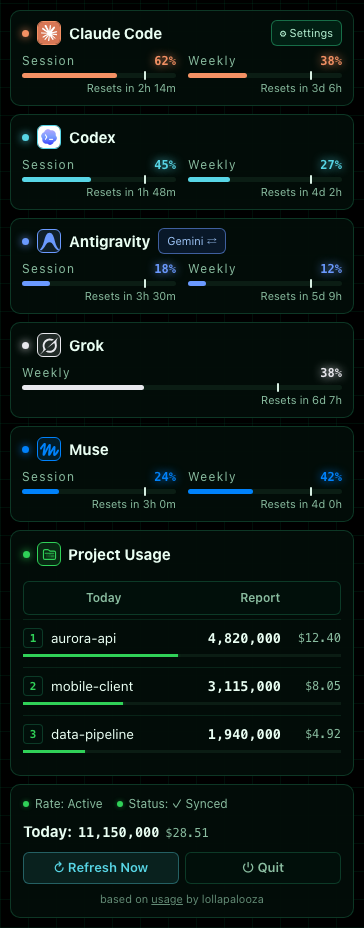 Claude Code ⚙ Settings
Session 62% Weekly 38%
Resets in 2h 14m Resets in 3d 6h
Codex
Session 45% Weekly 27%
Resets in 1h 48m Resets in 4d 2h
Antigravity Gemini ⇄
Session 18% Weekly 12%
Resets in 3h 30m Resets in 5d 9h
Grok
Weekly 38%
Resets in 6d 7h
Muse
Session 24% Weekly 42%
Resets in 3h 0m Resets in 4d 0h
Project Usage
Today Report
1 aurora-api 4,820,000 $12.40
2 mobile-client 3,115,000 $8.05
3 data-pipeline 1,940,000 $4.92
Rate: Active Status: ✓ Synced
Today: 11,150,000 $28.51
↻ Refresh Now ⏻ Quit
based on usage by lollapalooza